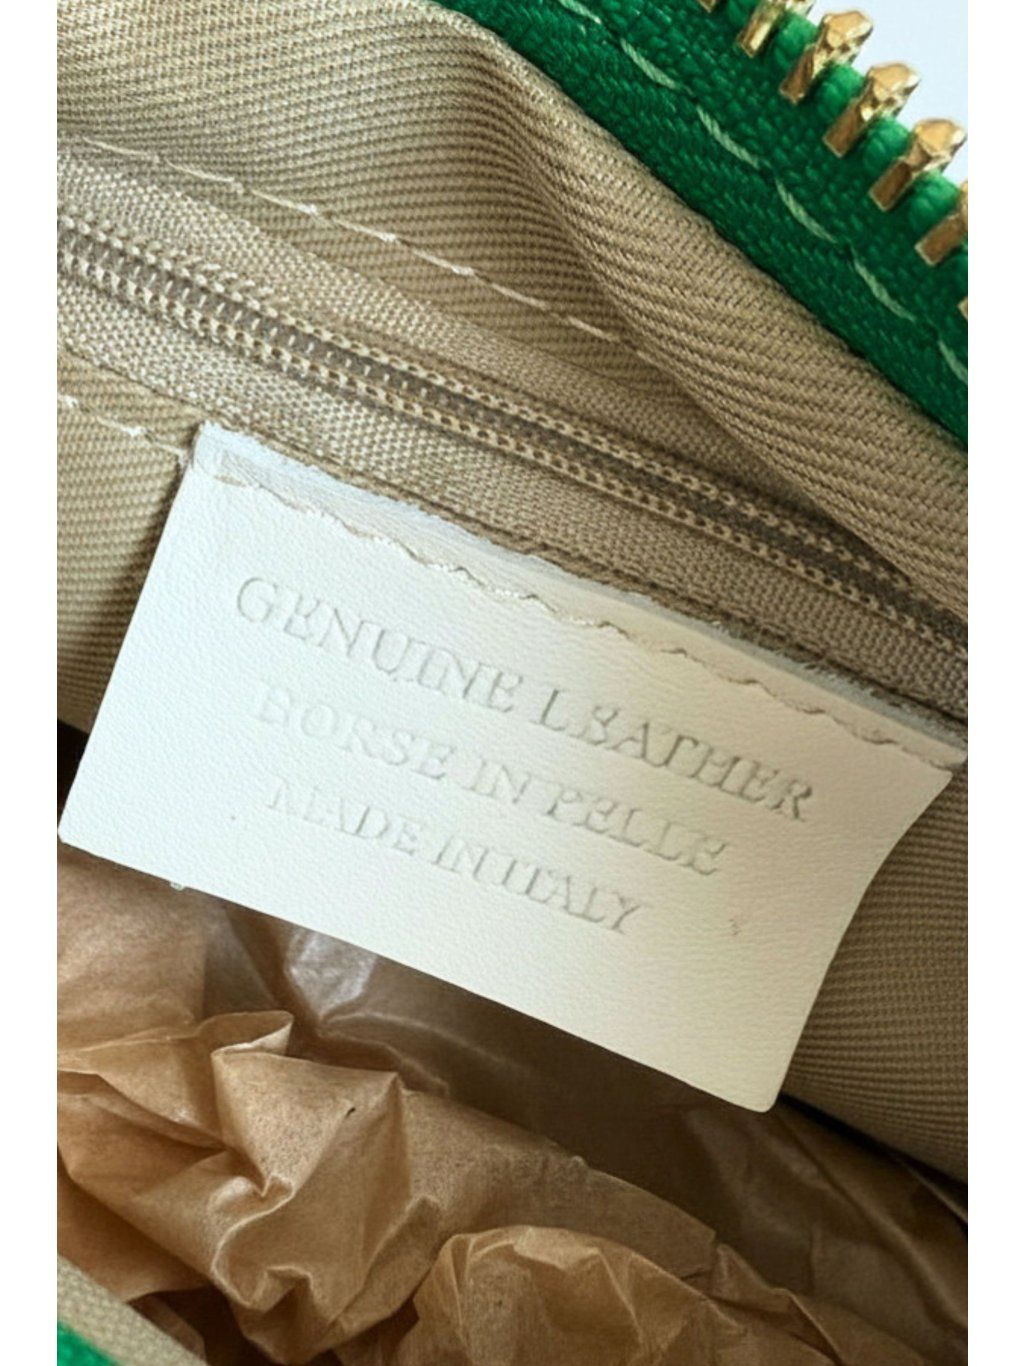 GENUINE LEATHER
BORSE IN PELLE
MADE IN ITALY